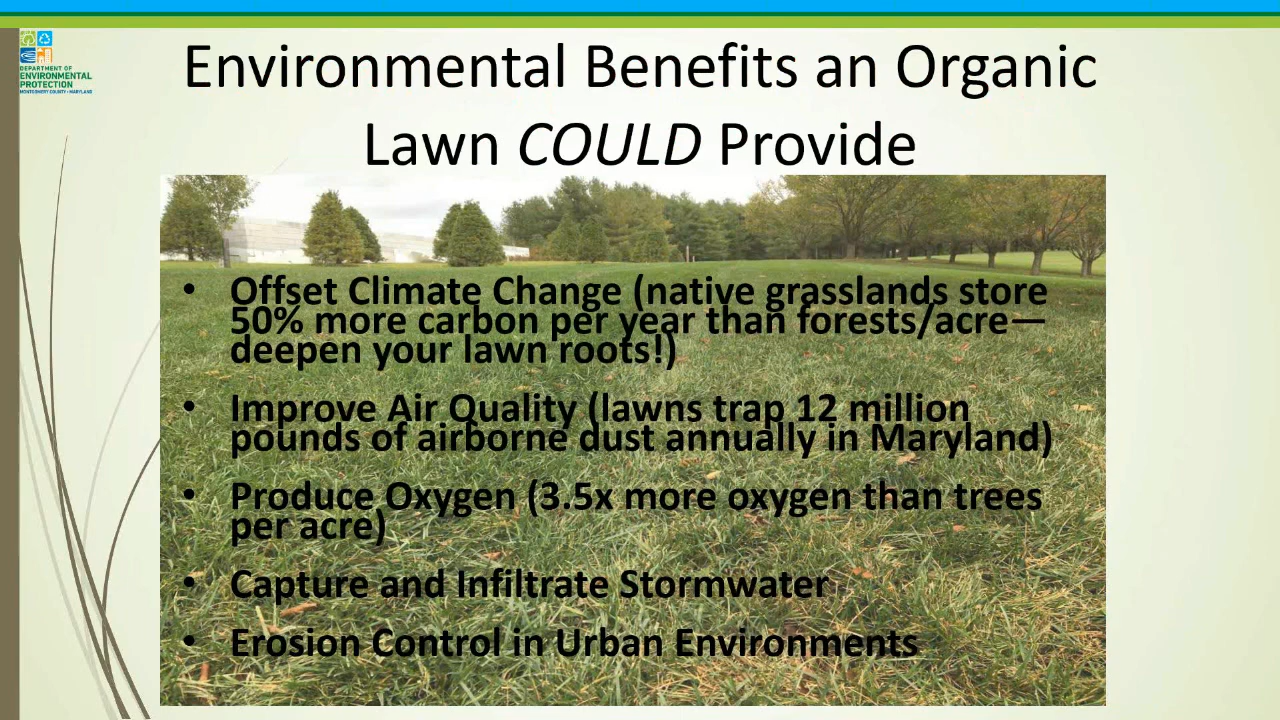 DEPARTMENT OF
ENVIRONMENTAL
PROTECTION
MONTGOMERY COUNTY • MARYLAND
Environmental Benefits an Organic
Lawn COULD Provide
• Offset Climate Change (native grasslands store
50% more carbon per year than forests/acre—
deepen your lawn roots!)
• Improve Air Quality (lawns trap 12 million
pounds of airborne dust annually in Maryland)
• Produce Oxygen (3.5x more oxygen than trees
per acre)
• Capture and Infiltrate Stormwater
• Erosion Control in Urban Environments